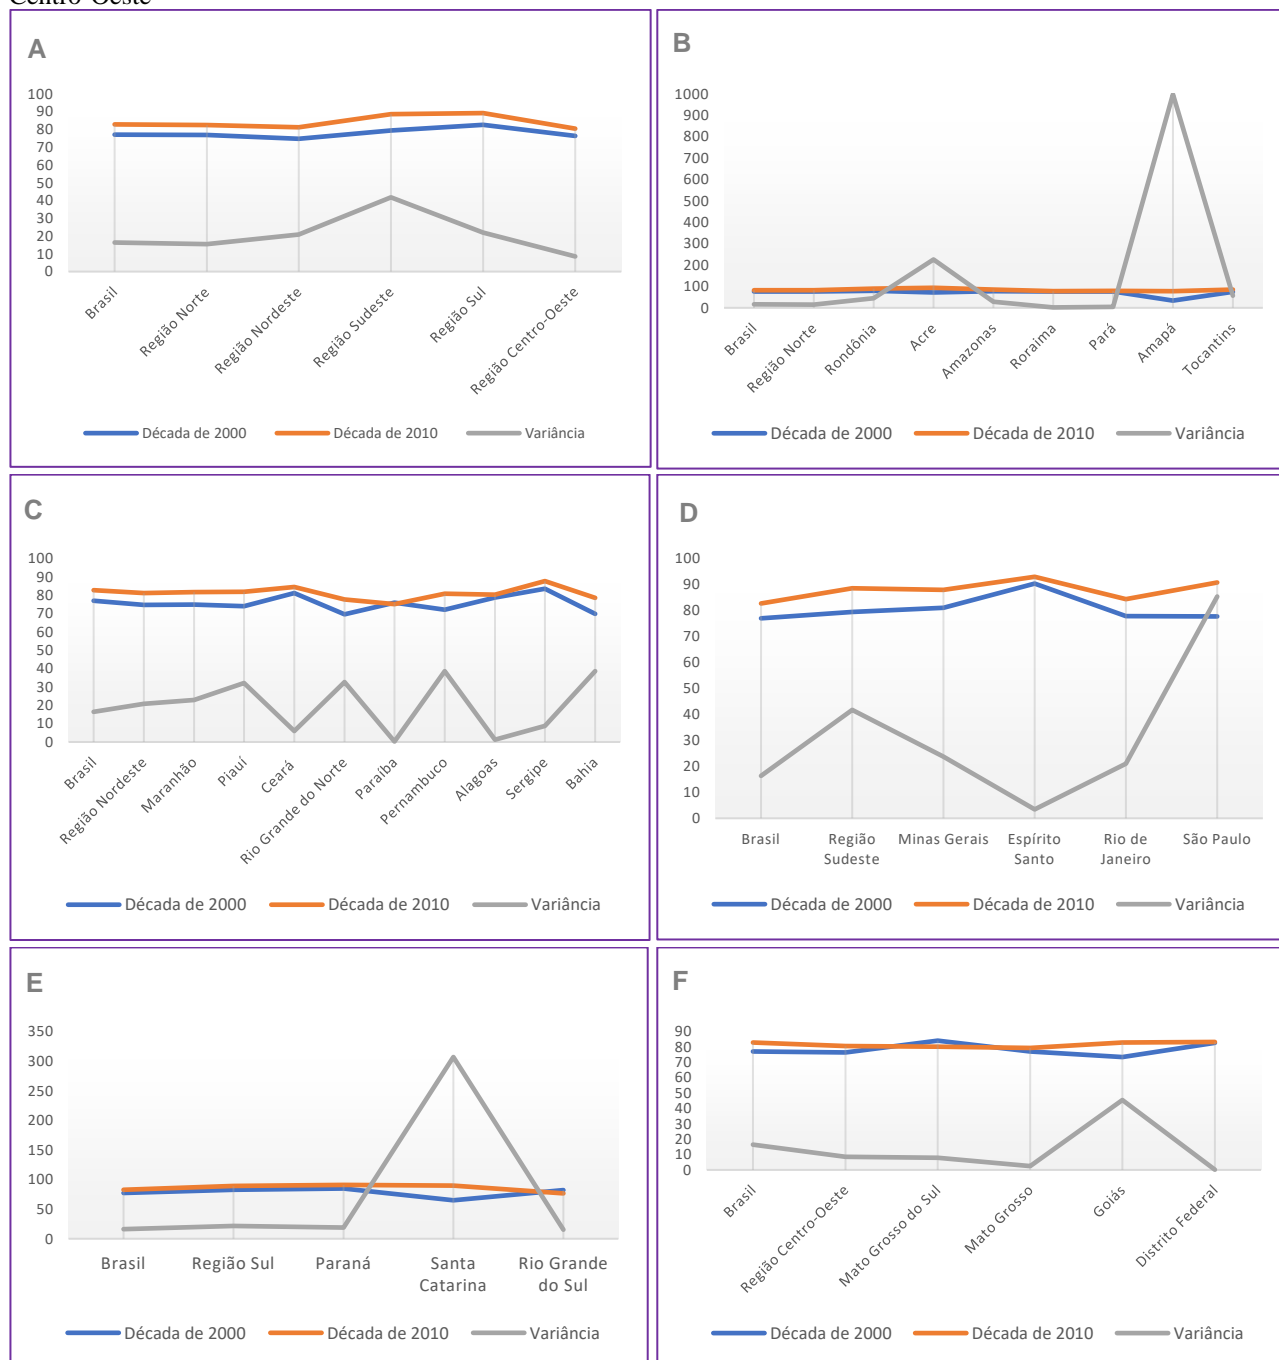 Centro-Oeste
A
100
90
80
70
60
50
40
30
20
10
0
Brasil
Região Norte
Região Nordeste
Região Sudeste
Região Sul
Região Centro-Oeste
Década de 2000 Década de 2010 Variância
B
1000
900
800
700
600
500
400
300
200
100
0
Brasil
Região Norte
Rondônia
Acre
Amazonas
Roraima
Pará
Amapá
Tocantins
Década de 2000 Década de 2010 Variância
C
100
90
80
70
60
50
40
30
20
10
0
Brasil
Região Nordeste
Maranhão
Piauí
Ceará
Rio Grande do Norte
Paraíba
Pernambuco
Alagoas
Sergipe
Bahia
Década de 2000 Década de 2010 Variância
D
100
90
80
70
60
50
40
30
20
10
0
Brasil
Região
Sudeste
Minas Gerais
Espírito
Santo
Rio de
Janeiro
São Paulo
Década de 2000 Década de 2010 Variância
E
350
300
250
200
150
100
50
0
Brasil
Região Sul
Paraná
Santa
Catarina
Rio Grande
do Sul
Década de 2000 Década de 2010 Variância
F
90
80
70
60
50
40
30
20
10
0
Brasil
Região Centro-Oeste
Mato Grosso do Sul
Mato Grosso
Goiás
Distrito Federal
Década de 2000 Década de 2010 Variância